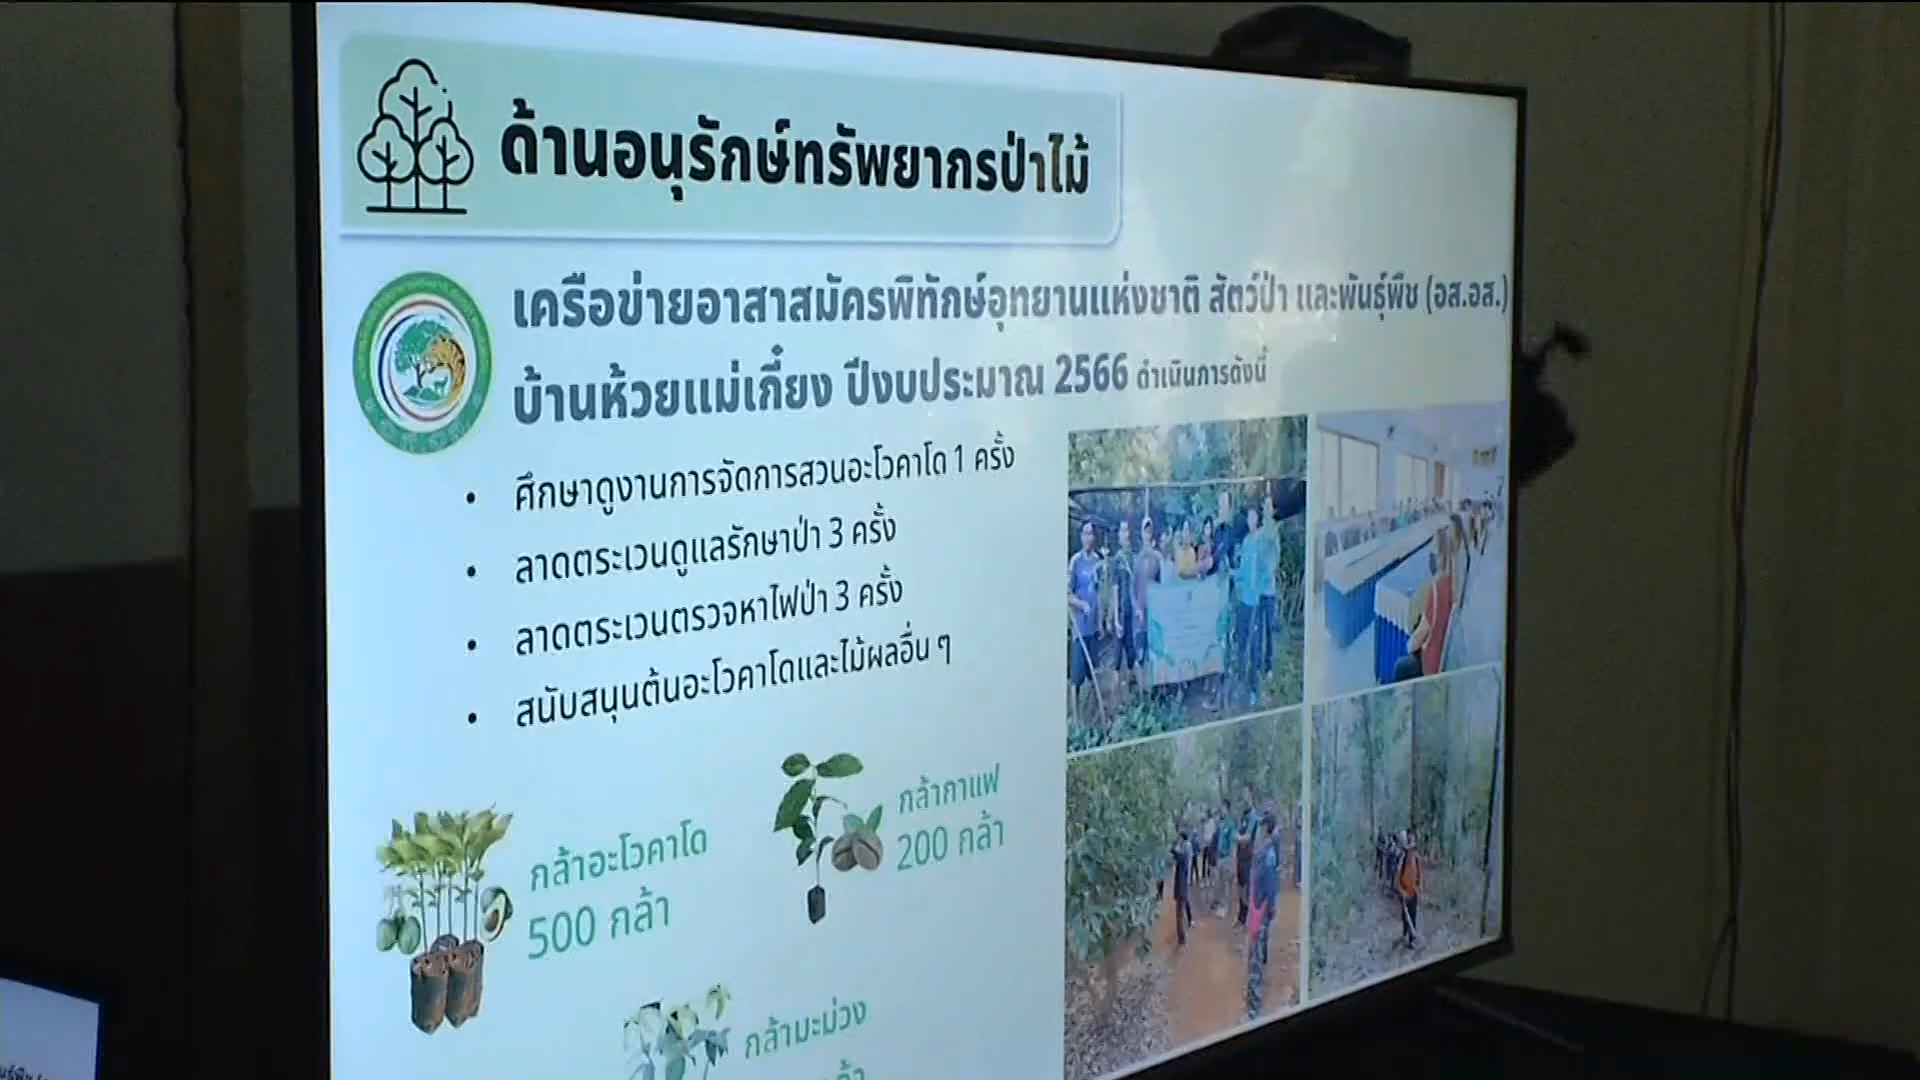 ด้านอนุรักษ์ทรัพยากรป่าไม้
เครือข่ายอาสาสมัครพิทักษ์อุทยานแห่งชาติ สัตว์ป่า และพันธุ์พืช (อส.อส.)
บ้านห้วยแม่เกี๋ยง ปีงบประมาณ 2566 ดำเนินการดังนี้
• ศึกษาดูงานการจัดการสวนอะโวคาโด 1 ครั้ง
• ลาดตระเวนดูแลรักษาป่า 3 ครั้ง
• ลาดตระเวนตรวจหาไฟป่า 3 ครั้ง
• สนับสนุนต้นอะโวคาโดและไม้ผลอื่น ๆ
กล้ากาแฟ
200 กล้า
กล้าอะโวคาโด
500 กล้า
กล้ามะม่วง